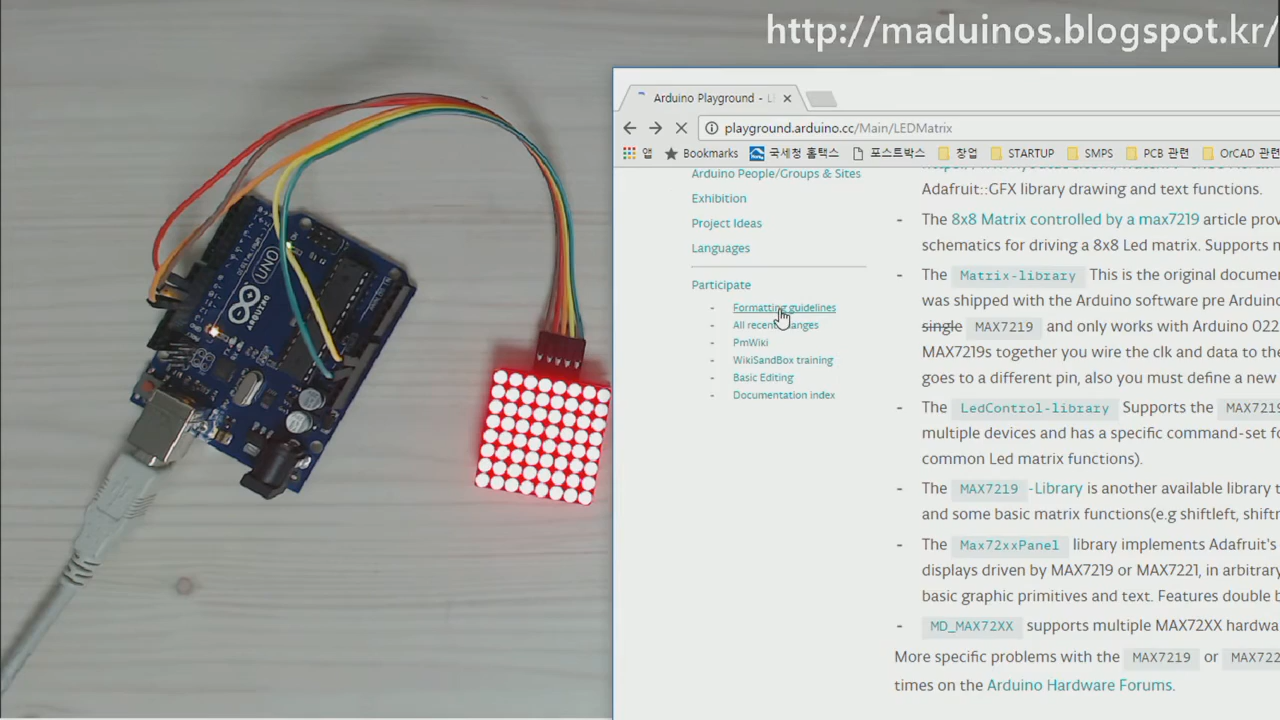 http://maduinos.blogspot.kr/
Arduino Playground - L
playground.arduino.cc/Main/LEDMatrix
앱 Bookmarks 국세청 홈택스 포스트박스 창업 STARTUP SMPS PCB 관련 OrCAD 관련
Arduino People/Groups & Sites
Exhibition
Project Ideas
Languages
Participate
- Formatting guidelines
- All recent changes
- PmWiki
- WikiSandBox training
- Basic Editing
- Documentation index
Adafruit::GFX library drawing and text functions.
- The 8x8 Matrix controlled by a max7219 article prov
schematics for driving a 8x8 Led matrix. Supports
- The Matrix-library This is the original docume
was shipped with the Arduino software pre Arduin
single MAX7219 and only works with Arduino 022
MAX7219s together you wire the clk and data to the
goes to a different pin, also you must define a new
- The LedControl-library Supports the MAX7219
multiple devices and has a specific command-set fo
common Led matrix functions).
- The MAX7219 -Library is another available library t
and some basic matrix functions(e.g shiftleft, shiftr
- The Max72xxPanel library implements Adafruit's
displays driven by MAX7219 or MAX7221, in arbitrary
basic graphic primitives and text. Features double b
- MD_MAX72XX supports multiple MAX72XX hardwa
More specific problems with the MAX7219 or MAX722
times on the Arduino Hardware Forums.
UNO
ARDUINO